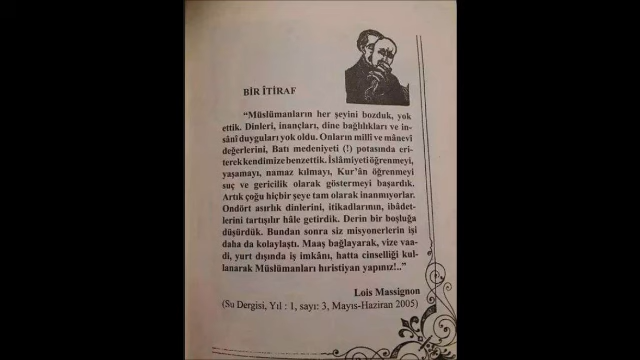 BİR İTİRAF
“Müslümanların her şeyini bozduk, yok
ettik. Dinleri, inançları, dine bağlılıkları ve in-
sânî duyguları yok oldu. Onların millî ve mânevî
değerlerini, Batı medeniyeti (!) potasında eri-
terek kendimize benzettik. İslâmiyeti öğrenmeyi,
yaşamayı, namaz kılmayı, Kur’ân öğrenmeyi
suç ve gericilik olarak göstermeyi başardık.
Artık çoğu hiçbir şeye tam olarak inanmıyorlar.
Ondört asırlık dinlerini, itikadlarının, ibâdet-
lerini tartışılır hâle getirdik. Derin bir boşluğa
düşürdük. Bundan sonra siz misyonerlerin işi
daha da kolaylaştı. Maaş bağlayarak, vize vaa-
di, yurt dışında iş imkânı, hatta cinselliği kul-
lanarak Müslümanları hıristiyan yapınız!..”
Lois Massignon
(Su Dergisi, Yıl : 1, sayı: 3, Mayıs-Haziran 2005)